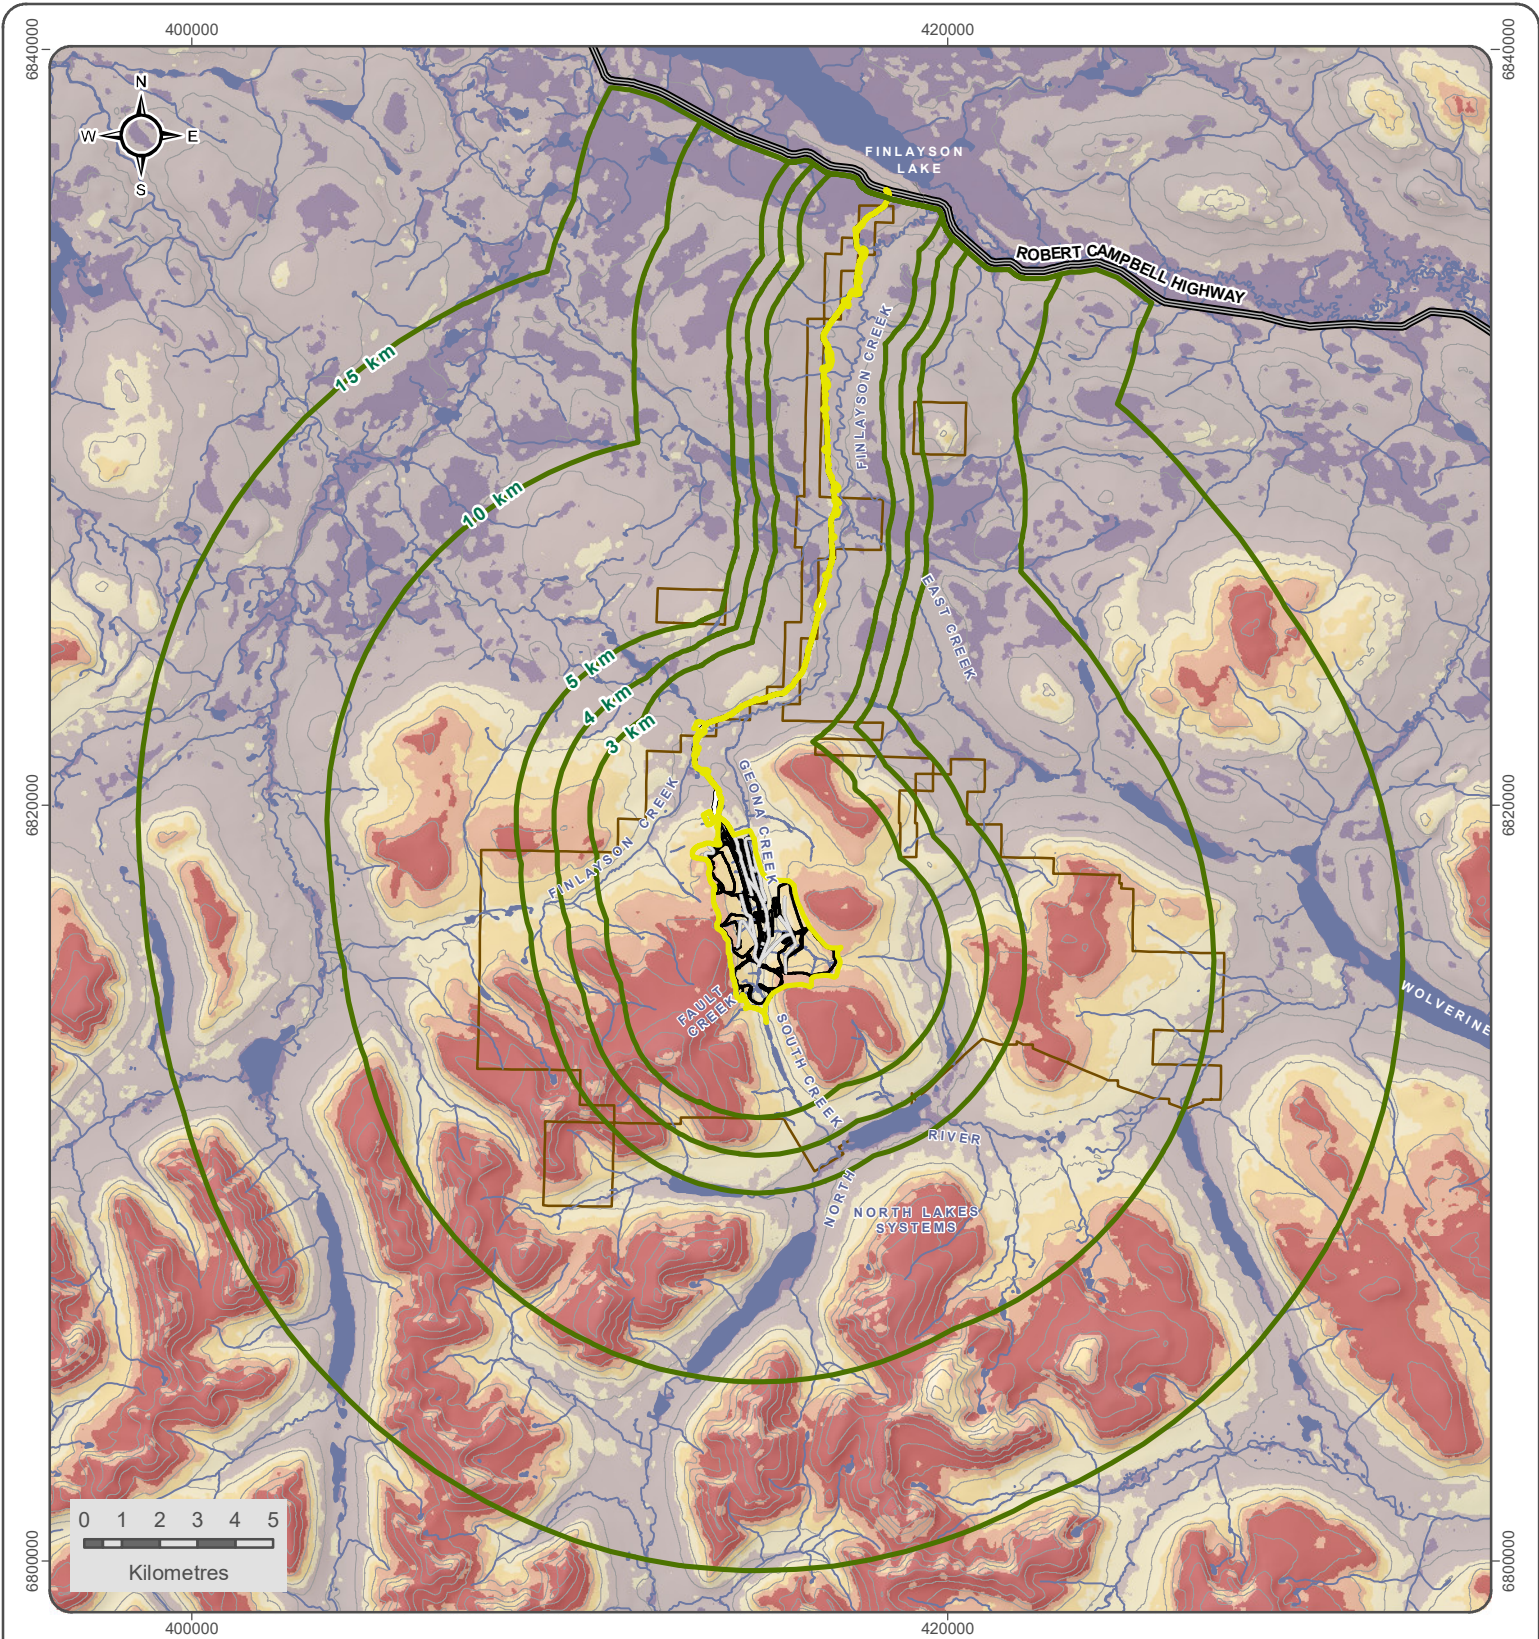 400000
420000
6840000
6840000
N
W E
S
FINLAYSON
LAKE
ROBERT CAMPBELL HIGHWAY
15 km
FINLAYSON CREEK
10 km
EAST CREEK
5 km
4 km
3 km
GEONA CREEK
6820000
6820000
FINLAYSON CREEK
FAULT
CREEK
WOLVERINE
SOUTH CREEK
RIVER
NORTH
NORTH LAKES
SYSTEMS
0 1 2 3 4 5
Kilometres
6800000
6800000
400000
420000